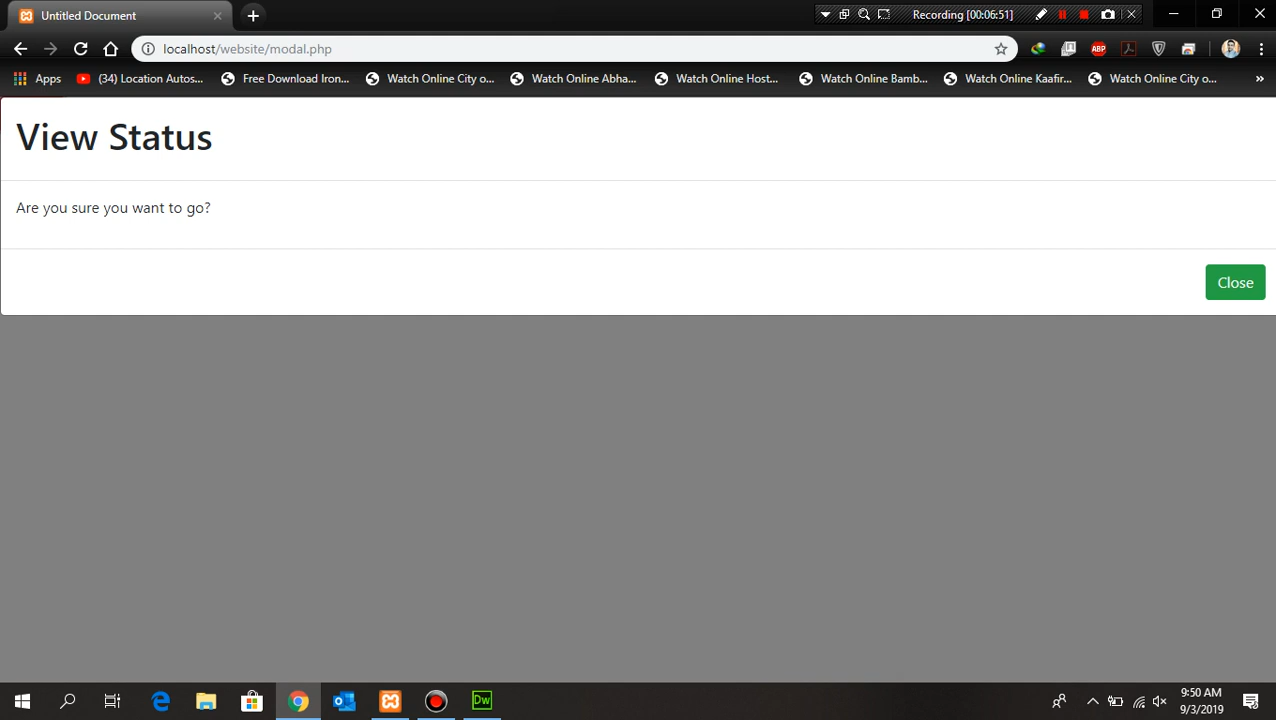 Untitled Document
Recording [00:06:51]
localhost/website/modal.php
ABP
Apps
(34) Location Autos...
Free Download Iron...
Watch Online City o...
Watch Online Abha...
Watch Online Host...
Watch Online Bamb...
Watch Online Kaafir...
Watch Online City o...
»
View Status
Are you sure you want to go?
Close
Dw
9:50 AM
9/3/2019